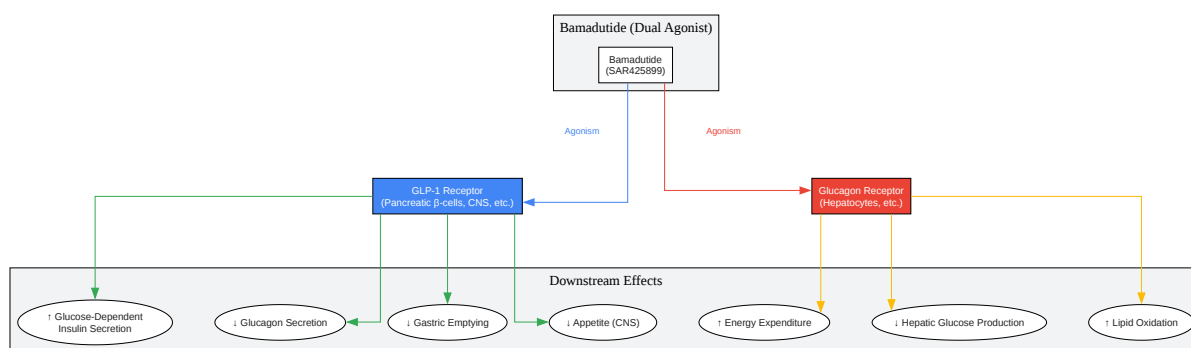 Bamadutide (Dual Agonist)
Bamadutide
(SAR425899)
Agonism
Agonism
GLP-1 Receptor
(Pancreatic β-cells, CNS, etc.)
Glucagon Receptor
(Hepatocytes, etc.)
Downstream Effects
↑ Glucose-Dependent
Insulin Secretion
↓ Glucagon Secretion
↓ Gastric Emptying
↓ Appetite (CNS)
↑ Energy Expenditure
↓ Hepatic Glucose Production
↑ Lipid Oxidation